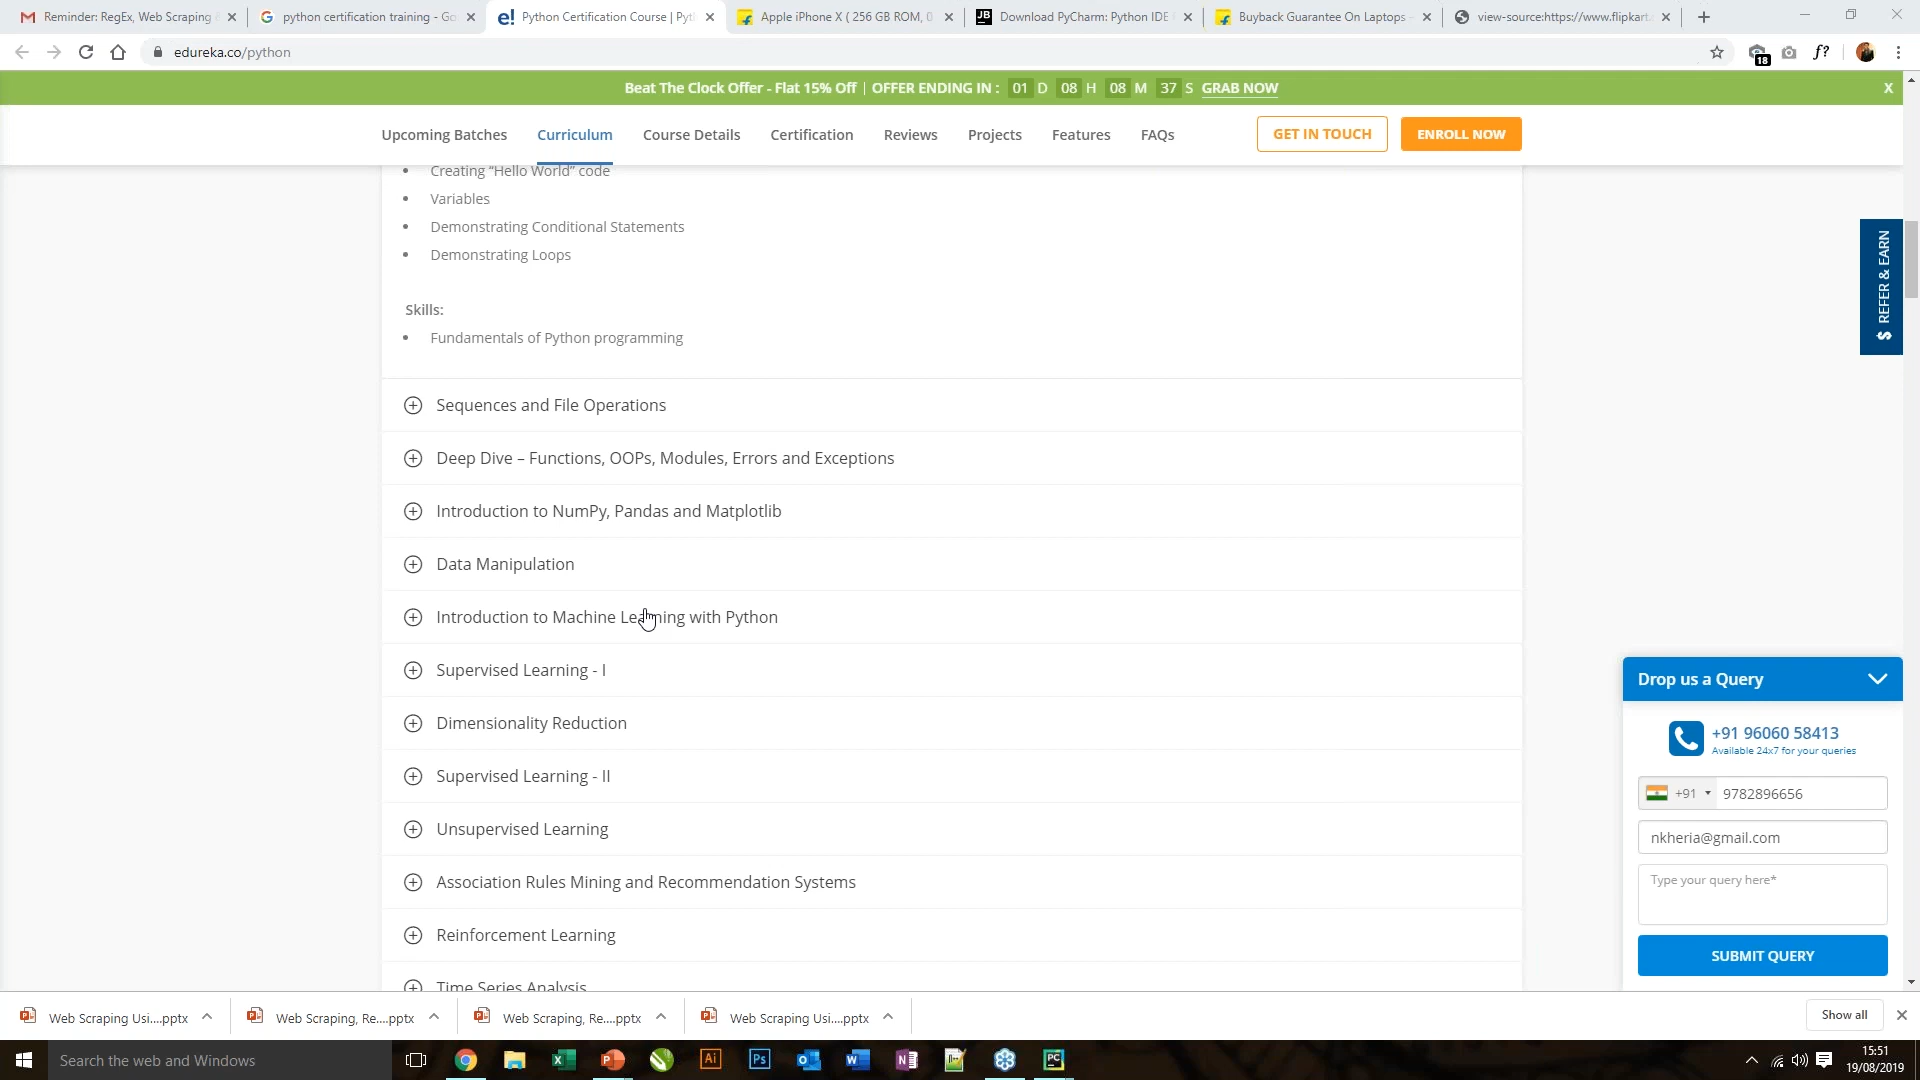 Reminder: RegEx, Web Scraping
python certification training - Go
Python Certification Course | Pyt
Apple iPhone X ( 256 GB ROM, 0
Download PyCharm: Python IDE
Buyback Guarantee On Laptops
view-source:https://www.flipkart.
edureka.co/python
18
f?
Beat The Clock Offer - Flat 15% Off | OFFER ENDING IN : 01 D 08 H 08 M 37 S GRAB NOW X
Upcoming Batches Curriculum Course Details Certification Reviews Projects Features FAQs GET IN TOUCH ENROLL NOW
• Creating “Hello World” code
• Variables
• Demonstrating Conditional Statements
• Demonstrating Loops
$ REFER & EARN
Skills:
• Fundamentals of Python programming
Sequences and File Operations
Deep Dive – Functions, OOPs, Modules, Errors and Exceptions
Introduction to NumPy, Pandas and Matplotlib
Data Manipulation
Introduction to Machine Learning with Python
Supervised Learning - I
Dimensionality Reduction
Supervised Learning - II
Unsupervised Learning
Association Rules Mining and Recommendation Systems
Reinforcement Learning
Time Series Analysis
Drop us a Query
+91 96060 58413
Available 24x7 for your queries
+91 9782896656
nkheria@gmail.com
Type your query here*
SUBMIT QUERY
Web Scraping Usi....pptx
Web Scraping, Re....pptx
Web Scraping, Re....pptx
Web Scraping Usi....pptx
Show all
Search the web and Windows
15:51
19/08/2019